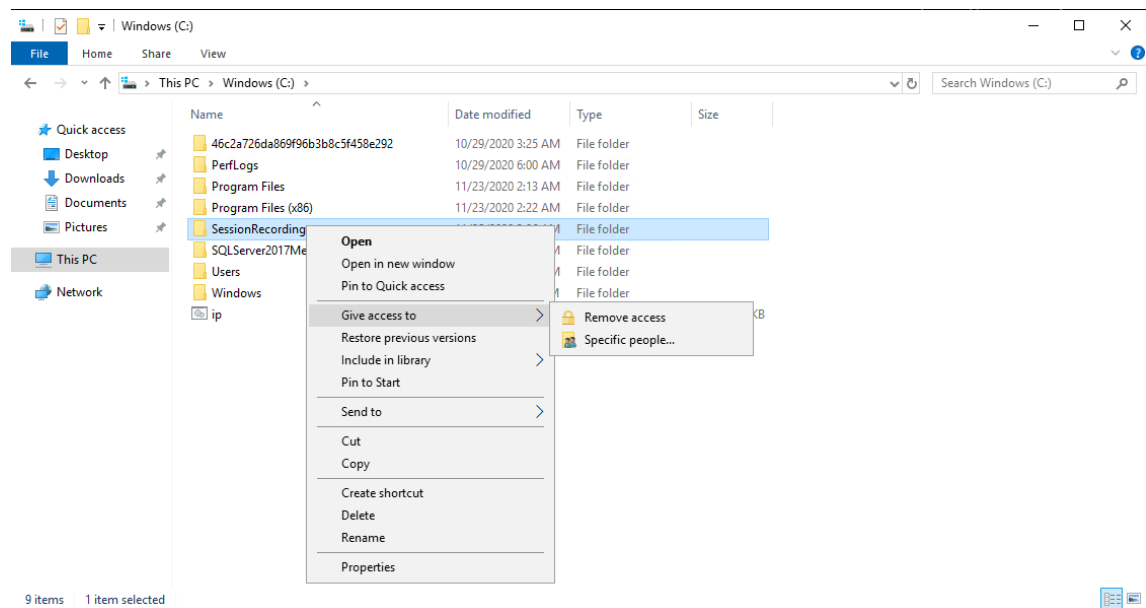 Windows (C:)
File Home Share View
This PC Windows (C:) Search Windows (C:)
Name Date modified Type Size
Quick access
Desktop
Downloads
Documents
Pictures
This PC
Network
46c2a726da869f96b3b8c5f458e292 10/29/2020 3:25 AM File folder
PerfLogs 10/29/2020 6:00 AM File folder
Program Files 11/23/2020 2:13 AM File folder
Program Files (x86) 11/23/2020 2:22 AM File folder
SessionRecording File folder
SQLServer2017Me File folder
Users File folder
Windows File folder
ip KB
Open
Open in new window
Pin to Quick access
Give access to
Restore previous versions
Include in library
Pin to Start
Send to
Cut
Copy
Create shortcut
Delete
Rename
Properties
Remove access
Specific people...
9 items 1 item selected